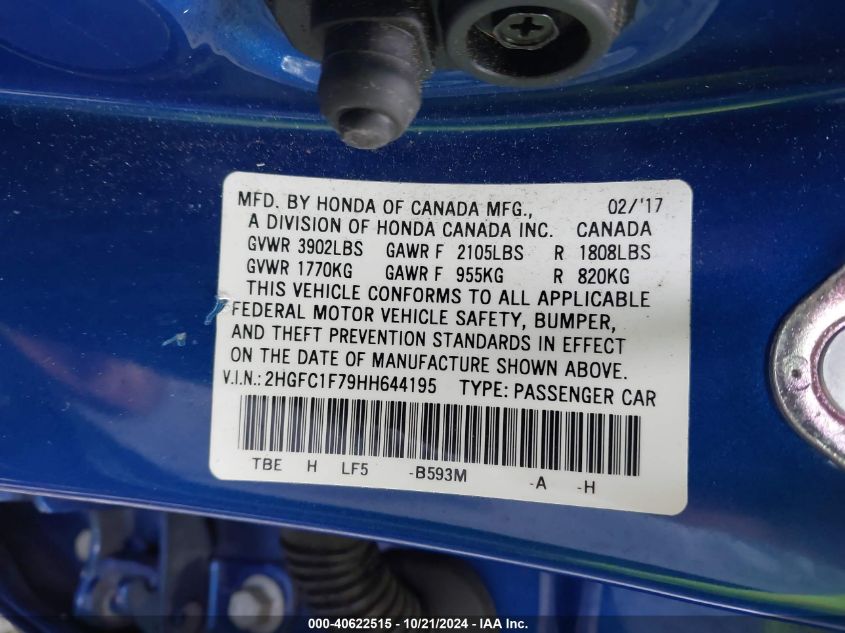 MFD. BY HONDA OF CANADA MFG., 02/'17
A DIVISION OF HONDA CANADA INC. CANADA
GVWR 3902LBS GAWR F 2105LBS R 1808LBS
GVWR 1770KG GAWR F 955KG R 820KG
THIS VEHICLE CONFORMS TO ALL APPLICABLE
FEDERAL MOTOR VEHICLE SAFETY, BUMPER,
AND THEFT PREVENTION STANDARDS IN EFFECT
ON THE DATE OF MANUFACTURE SHOWN ABOVE.
V.I.N.: 2HGFC1F79HH644195 TYPE: PASSENGER CAR
TBE H LF5 -B593M -A -H
000-40622515 - 10/21/2024 - IAA Inc.